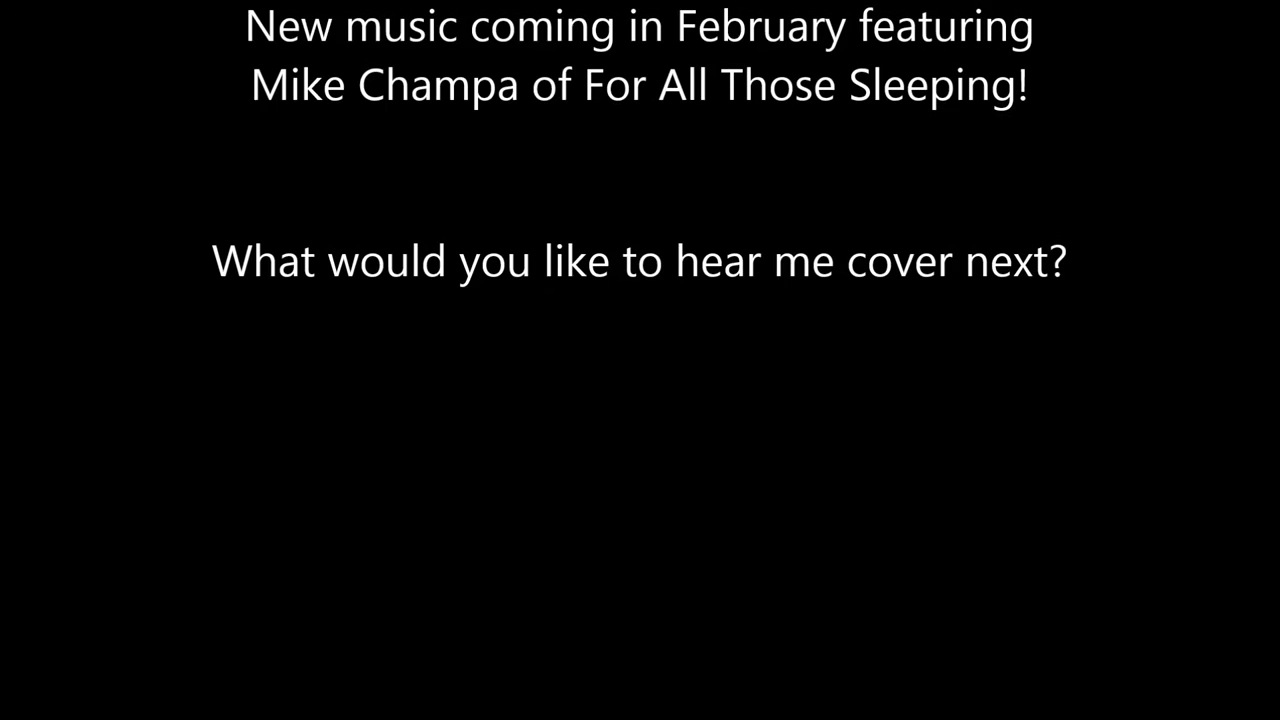 New music coming in February featuring
Mike Champa of For All Those Sleeping!
What would you like to hear me cover next?